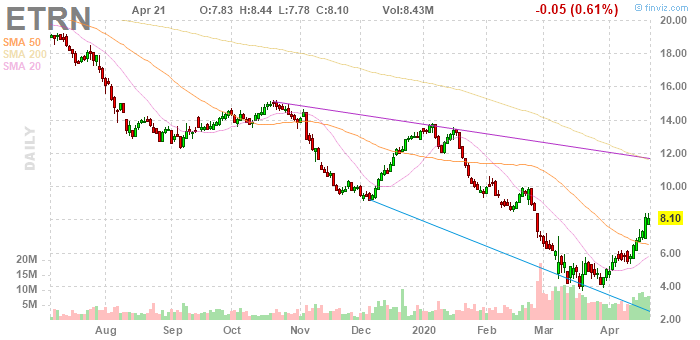 © finviz.com
ETRN Apr 21 O:7.83 H:8.44 L:7.78 C:8.10 Vol:8.43M -0.05 (0.61%)
SMA 50
SMA 200
SMA 20
DAILY
20.00
18.00
16.00
14.00
12.00
10.00
8.10
6.00
4.00
2.00
20M
15M
10M
5M
Aug Sep Oct Nov Dec 2020 Feb Mar Apr